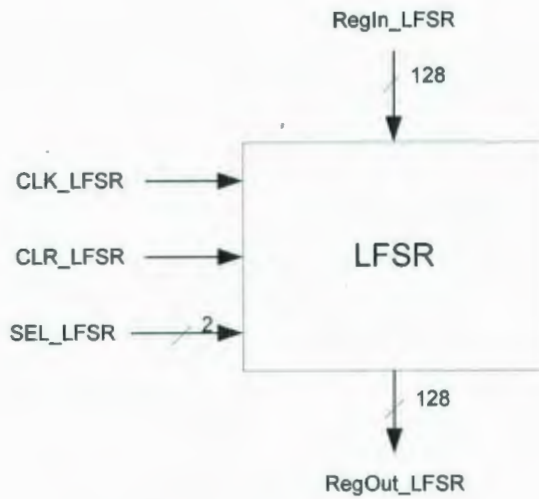 RegIn_LFSR
128
CLK_LFSR
CLR_LFSR
LFSR
SEL_LFSR
2
128
RegOut_LFSR